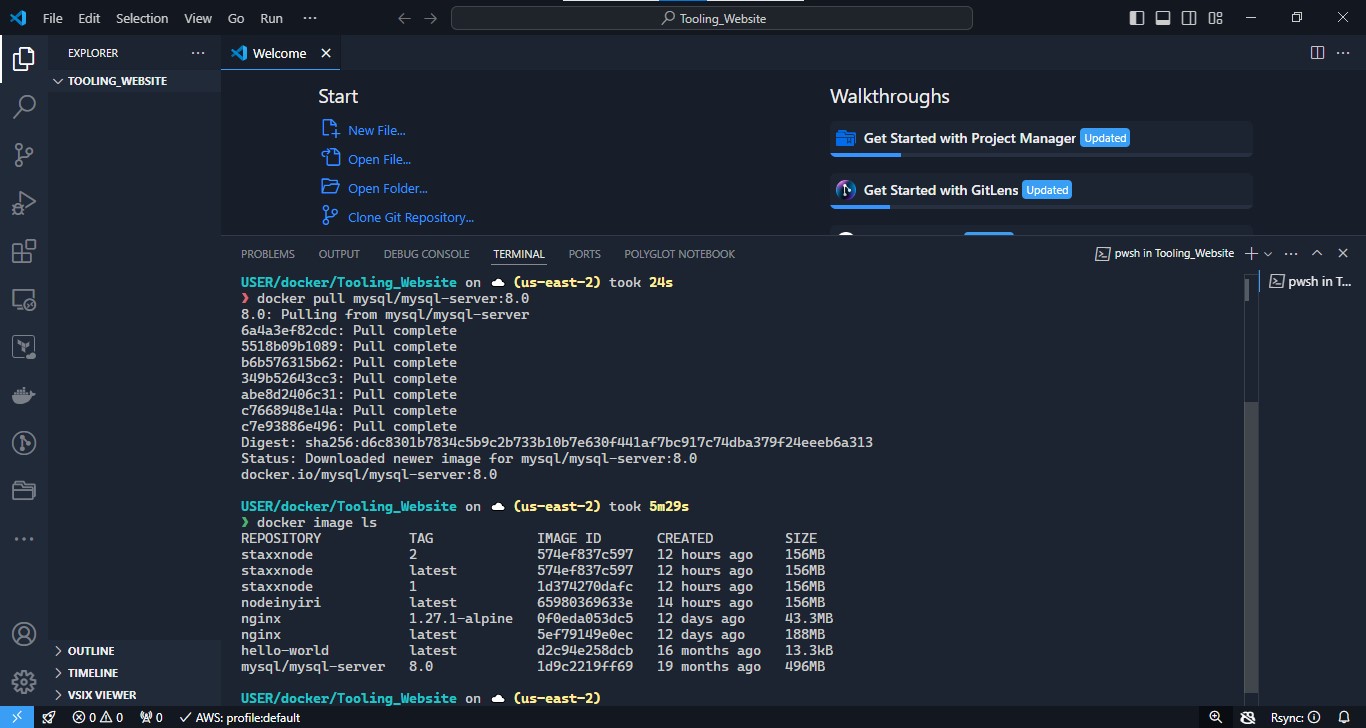 File Edit Selection View Go Run ···
Tooling_Website
EXPLORER
TOOLING_WEBSITE
OUTLINE
TIMELINE
VSIX VIEWER
Welcome
Start
New File...
Open File...
Open Folder...
Clone Git Repository...
Walkthroughs
Get Started with Project Manager Updated
Get Started with GitLens Updated
PROBLEMS OUTPUT DEBUG CONSOLE TERMINAL PORTS POLYGLOT NOTEBOOK
pwsh in Tooling_Website
pwsh in T...
USER/docker/Tooling_Website on ☁ (us-east-2) took 24s
❯ docker pull mysql/mysql-server:8.0
8.0: Pulling from mysql/mysql-server
6a4a3ef82cdc: Pull complete
5518b09b1089: Pull complete
b6b576315b62: Pull complete
349b52643cc3: Pull complete
abe8d2406c31: Pull complete
c7668948e14a: Pull complete
c7e93886e496: Pull complete
Digest: sha256:d6c8301b7834c5b9c2b733b10b7e630f441af7bc917c74dba379f24eeeb6a313
Status: Downloaded newer image for mysql/mysql-server:8.0
docker.io/mysql/mysql-server:8.0
USER/docker/Tooling_Website on ☁ (us-east-2) took 5m29s
❯ docker image ls
REPOSITORY TAG IMAGE ID CREATED SIZE
staxxnode 2 574ef837c597 12 hours ago 156MB
staxxnode latest 574ef837c597 12 hours ago 156MB
staxxnode 1 1d374270dafc 12 hours ago 156MB
nodeinyiri latest 65980369633e 14 hours ago 156MB
nginx 1.27.1-alpine 0f0eda053dc5 12 days ago 43.3MB
nginx latest 5ef79149e0ec 12 days ago 188MB
hello-world latest d2c94e258dcb 16 months ago 13.3kB
mysql/mysql-server 8.0 1d9c2219ff69 19 months ago 496MB
USER/docker/Tooling_Website on ☁ (us-east-2)
0 0 0 AWS: profile:default
Rsync: